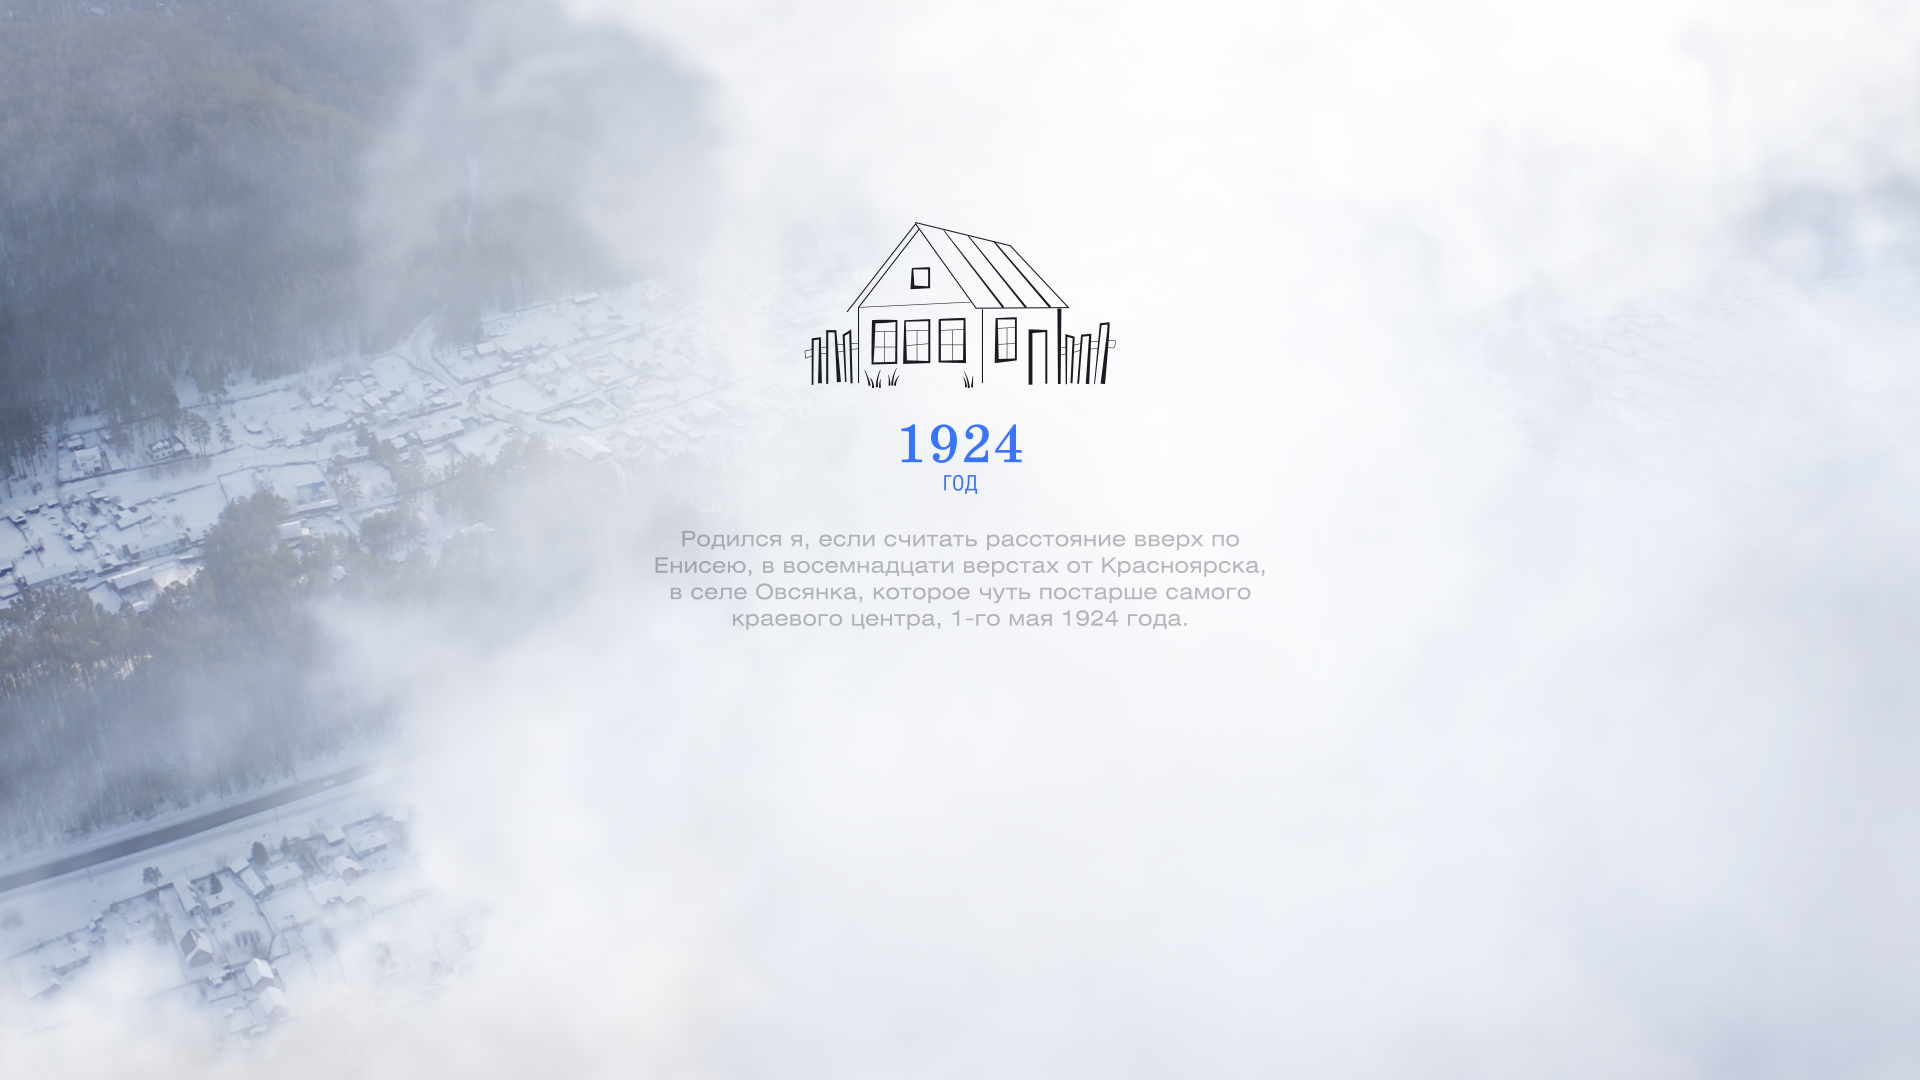 1924
ГОД
Родился я, если считать расстояние вверх по
Енисею, в восемнадцати верстах от Красноярска,
в селе Овсянка, которое чуть постарше самого
краевого центра, 1-го мая 1924 года.